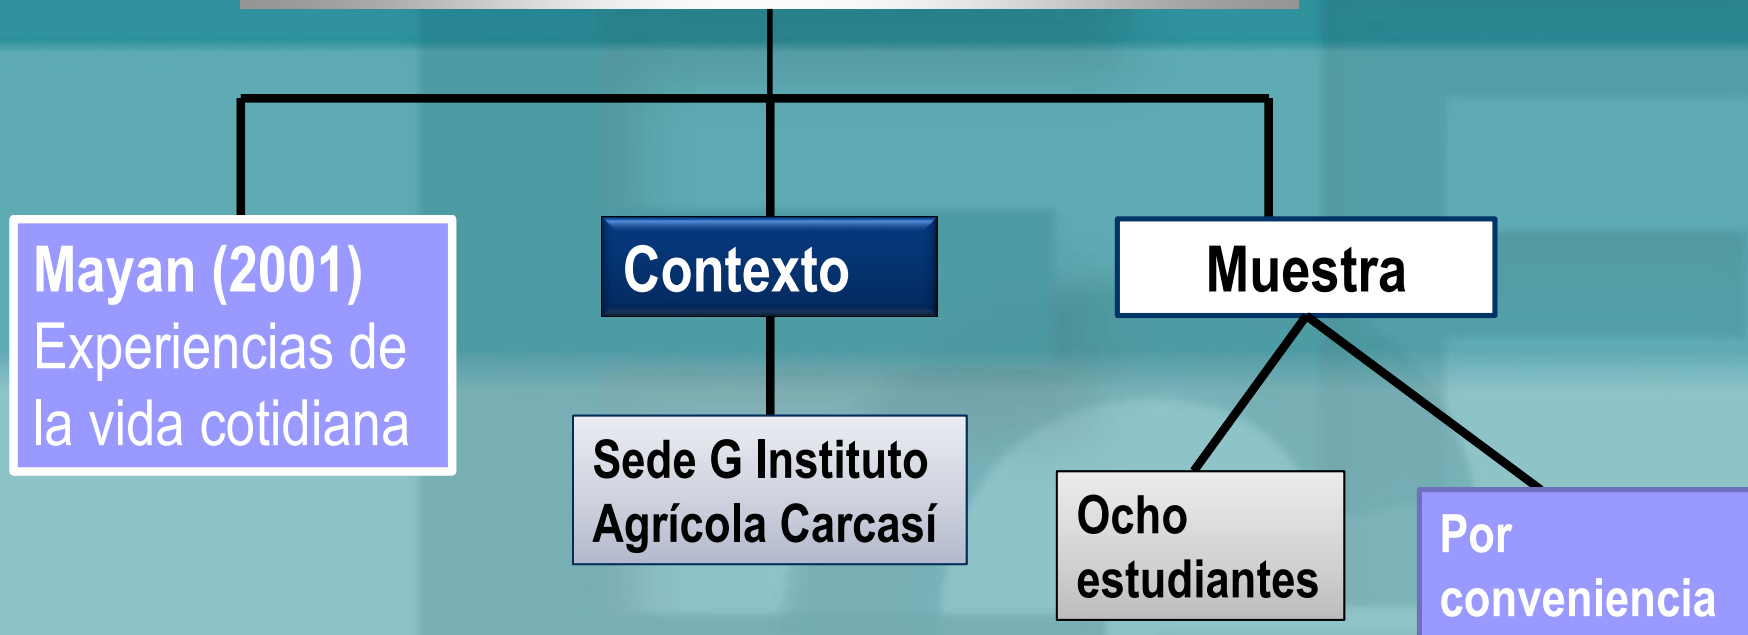 Mayan (2001)
Experiencias de
la vida cotidiana
Contexto
Sede G Instituto
Agrícola Carcasí
Muestra
Ocho
estudiantes
Por
conveniencia